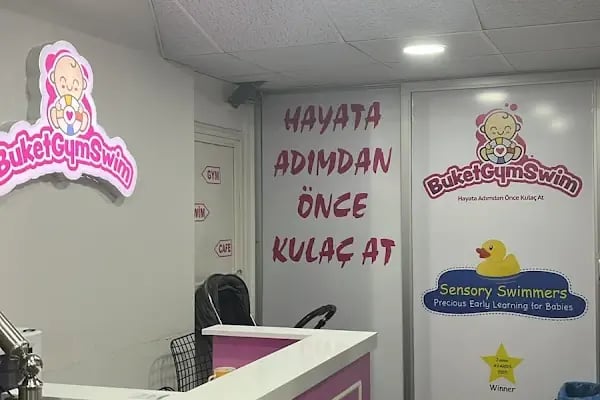 BuketGymSwim
GYM
CAFE
HAYATA
ADIMDAN
ÖNCE
KULAÇ AT
BuketGymSwim
Hayata Adımdan Önce Kulaç At
Sensory Swimmers
Precious Early Learning for Babies
Winner